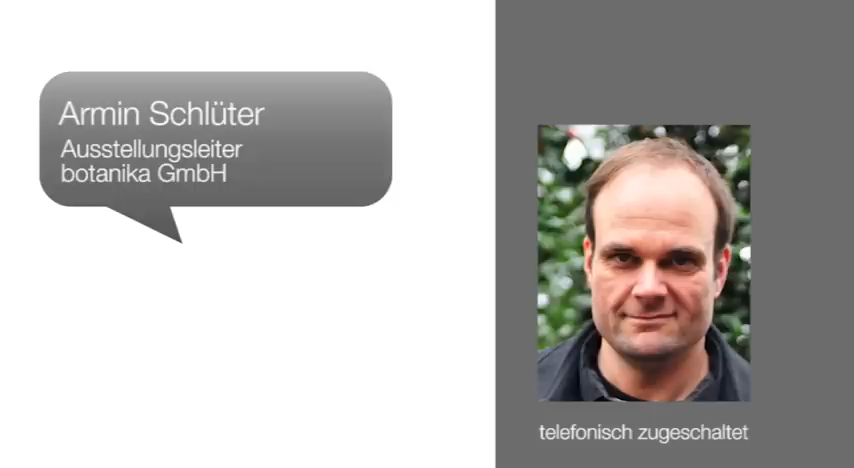 Armin Schlüter
Ausstellungsleiter
botanika GmbH
telefonisch zugeschaltet